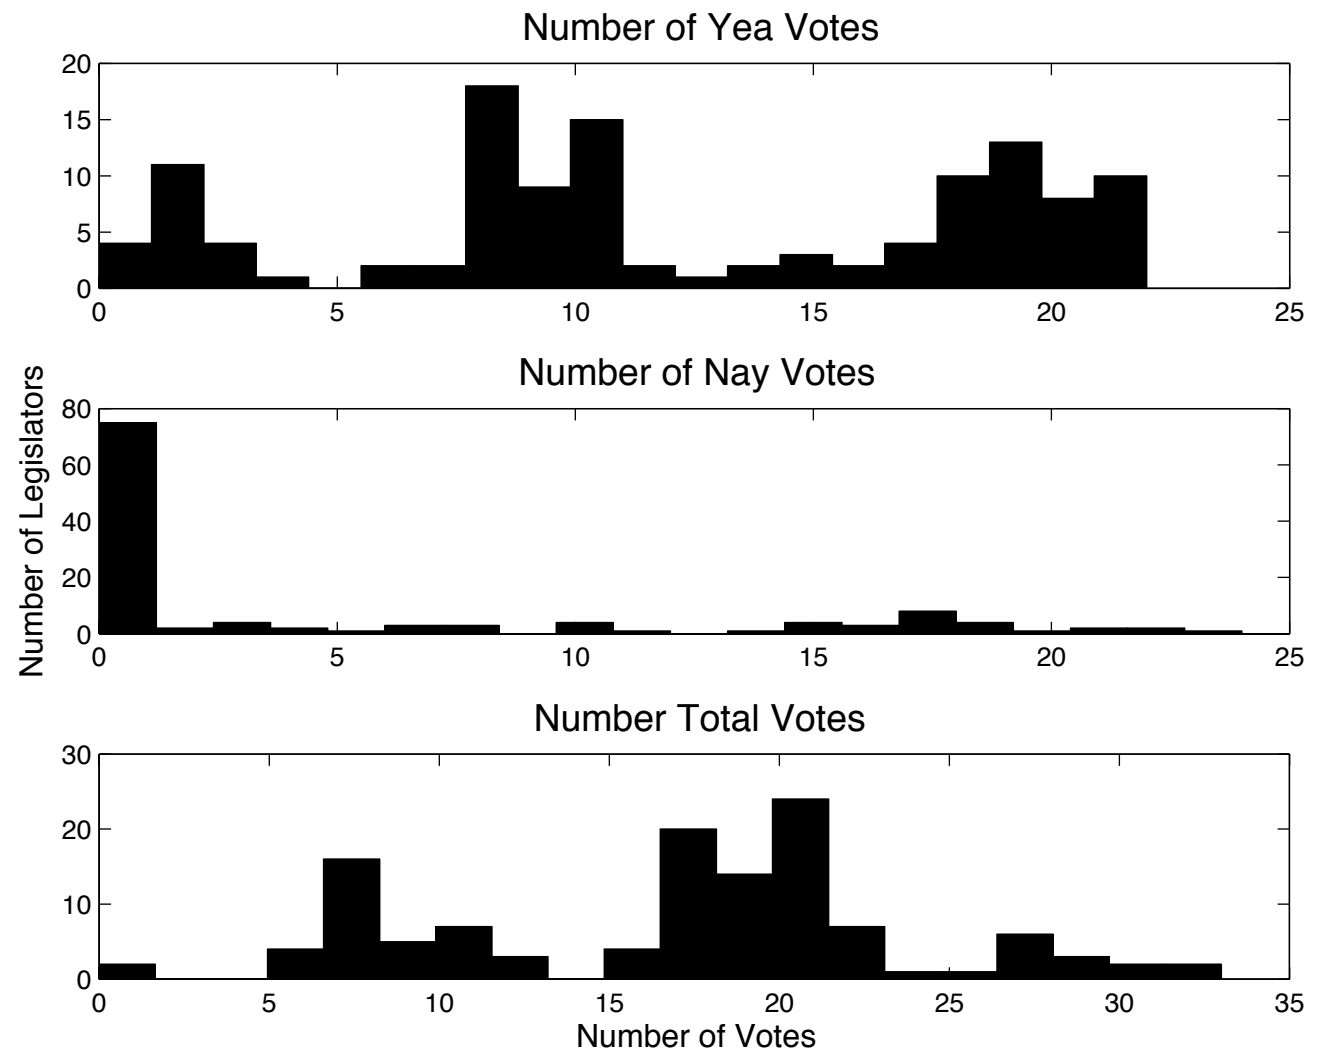 Number of Yea Votes
20
15
10
5
0
0 5 10 15 20 25
Number of Nay Votes
Number of Legislators
80
60
40
20
0
0 5 10 15 20 25
Number Total Votes
30
20
10
0
0 5 10 15 20 25 30 35
Number of Votes